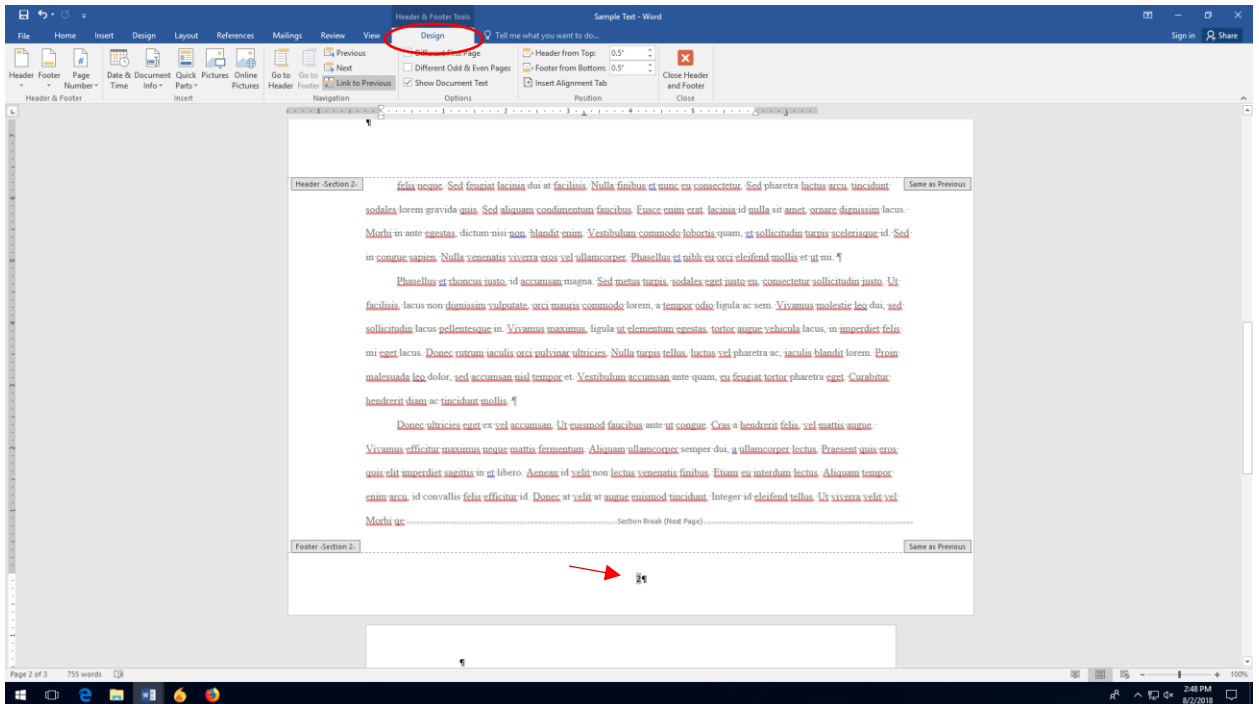 Header & Footer Tools
Sample Text - Word
File Home Insert Design Layout References Mailings Review View Design Tell me what you want to do... Sign in Share
Header Footer Page Number
Header & Footer
Date & Time Document Info Quick Parts Pictures Online Pictures
Insert
Go to Header Go to Footer Previous Next Link to Previous
Navigation
Different First Page
Different Odd & Even Pages
Show Document Text
Options
Header from Top: 0.5"
Footer from Bottom: 0.5"
Insert Alignment Tab
Position
Close Header and Footer
Close
Header -Section 2-
Same as Previous
felis neque. Sed feugiat lacinia dui at facilisis. Nulla finibus et nunc eu consectetur. Sed pharetra luctus arcu, tincidunt
sodales lorem gravida quis. Sed aliquam condimentum faucibus. Fusce enim erat, lacinia id nulla sit amet, ornare dignissim lacus.
Morbi in ante egestas, dictum nisi non, blandit enim. Vestibulum commodo lobortis quam, et sollicitudin turpis scelerisque id. Sed
in congue sapien. Nulla venenatis viverra eros vel ullamcorper. Phasellus et nibh eu orci eleifend mollis et ut mi. ¶
Phasellus et rhoncus justo, id accumsan magna. Sed metus turpis, sodales eget justo eu, consectetur sollicitudin justo. Ut
facilisis, lacus non dignissim vulputate, orci mauris commodo lorem, a tempor odio ligula ac sem. Vivamus molestie leo dui, sed
sollicitudin lacus pellentesque in. Vivamus maximus, ligula ut elementum egestas, tortor augue vehicula lacus, in imperdiet felis
mi eget lacus. Donec rutrum iaculis orci pulvinar ultricies. Nulla turpis tellus, luctus vel pharetra ac, iaculis blandit lorem. Proin
malesuada leo dolor, sed accumsan nisl tempor et. Vestibulum accumsan ante quam, eu feugiat tortor pharetra eget. Curabitur
hendrerit diam ac tincidunt mollis. ¶
Donec ultricies eget ex vel accumsan. Ut euismod faucibus ante ut congue. Cras a hendrerit felis, vel mattis augue.
Vivamus efficitur maximus neque mattis fermentum. Aliquam ullamcorper semper dui, a ullamcorper lectus. Praesent quis eros
quis elit imperdiet sagittis in et libero. Aenean id velit non lectus venenatis finibus. Etiam eu interdum lectus. Aliquam tempor
enim arcu, id convallis felis efficitur id. Donec at velit at augue euismod tincidunt. Integer id eleifend tellus. Ut viverra velit vel
Morbi qe Section Break (Next Page)
Footer -Section 2-
Same as Previous
2¶
¶
Page 2 of 3 755 words 100%
2:48 PM
8/2/2018